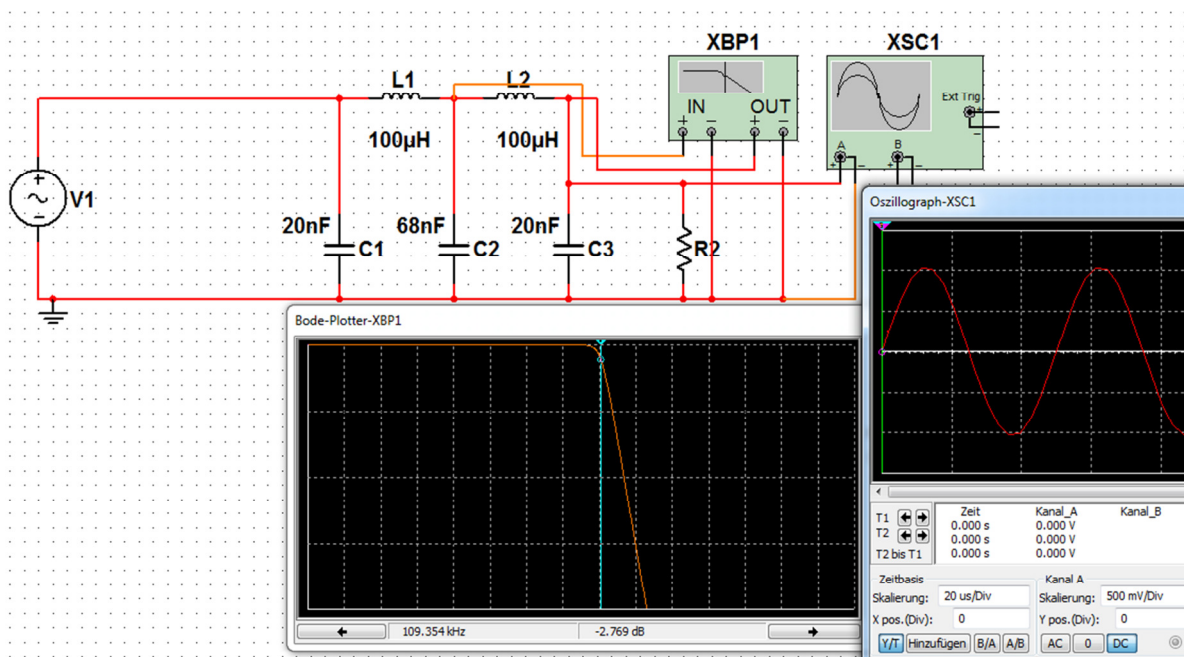 XBP1
XSC1
L1
L2
IN
OUT
Ext Trig
100µH
100µH
A
B
V1
20nF
68nF
20nF
C1
C2
C3
R2
Oszillograph-XSC1
Bode-Plotter-XBP1
109.354 kHz
-2.769 dB
Zeit
Kanal_A
Kanal_B
T1
0.000 s
0.000 V
T2
0.000 s
0.000 V
T2 bis T1
0.000 s
0.000 V
Zeitbasis
Kanal A
Skalierung:
20 us/Div
Skalierung:
500 mV/Div
X pos.(Div):
0
Y pos.(Div):
0
Y/T
Hinzufügen
B/A
A/B
AC
0
DC